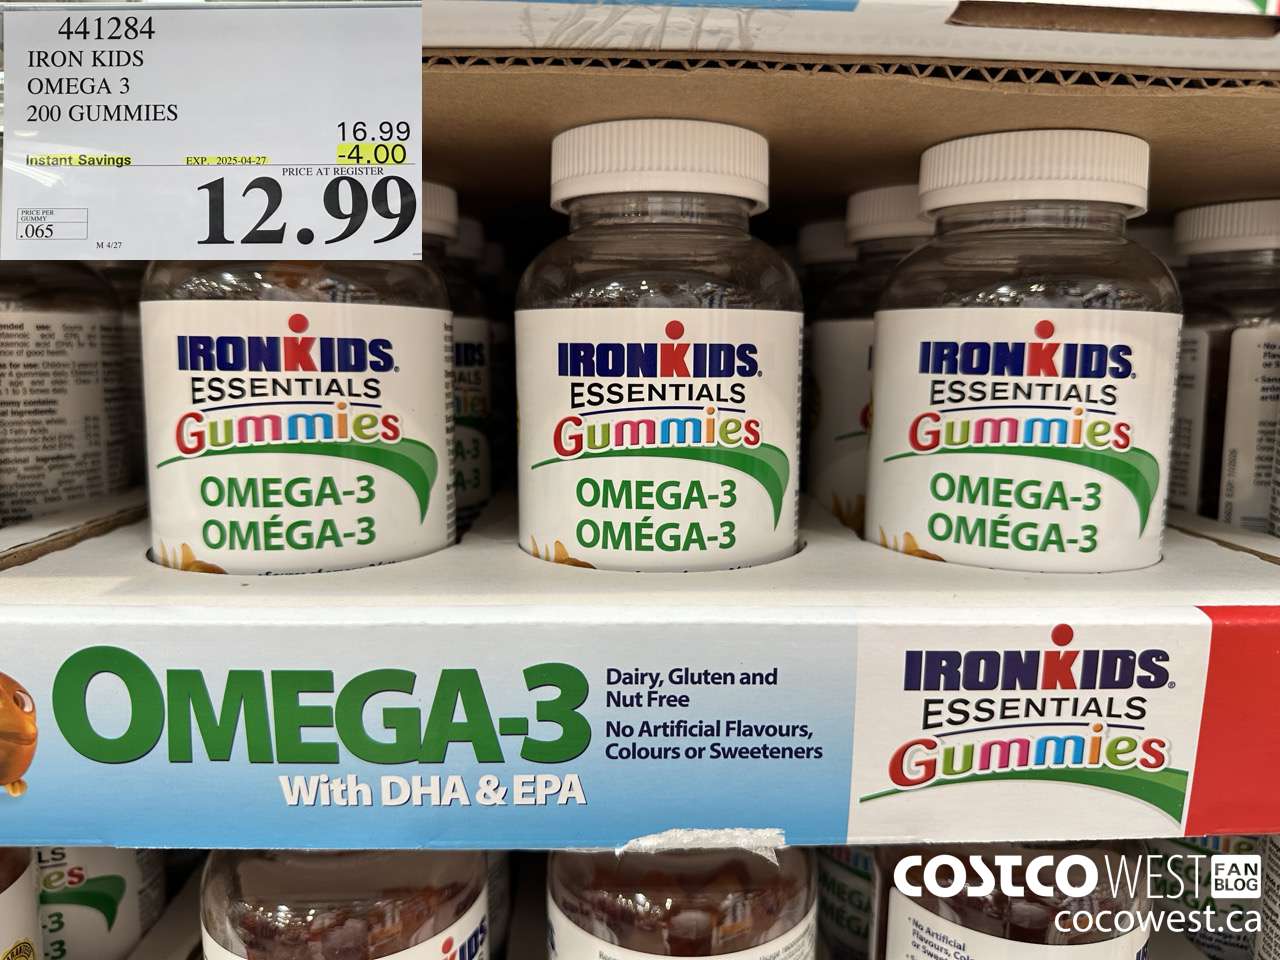 441284
IRON KIDS
OMEGA 3
200 GUMMIES
16.99
Instant Savings EXP. 2025-04-27 -4.00
PRICE AT REGISTER
12.99
PRICE PER
GUMMY
.065
M 4/27
IRONKIDS.
ESSENTIALS
Gummies
OMEGA-3
OMÉGA-3
IRONKIDS.
ESSENTIALS
Gummies
OMEGA-3
OMÉGA-3
IRONKIDS.
ESSENTIALS
Gummies
OMEGA-3
OMÉGA-3
OMEGA-3
With DHA & EPA
Dairy, Gluten and
Nut Free
No Artificial Flavours,
Colours or Sweeteners
IRONKIDS®
ESSENTIALS
Gummies
COSTCO WEST FAN BLOG
cocowest.ca
• No Artificial
Flavours,